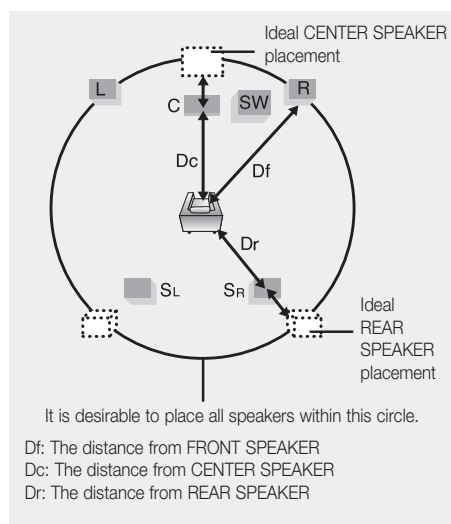 Ideal CENTER SPEAKER
placement
L
R
C
SW
Dc
Df
Dr
SL
SR
Ideal
REAR
SPEAKER
placement
It is desirable to place all speakers within this circle.
Df: The distance from FRONT SPEAKER
Dc: The distance from CENTER SPEAKER
Dr: The distance from REAR SPEAKER